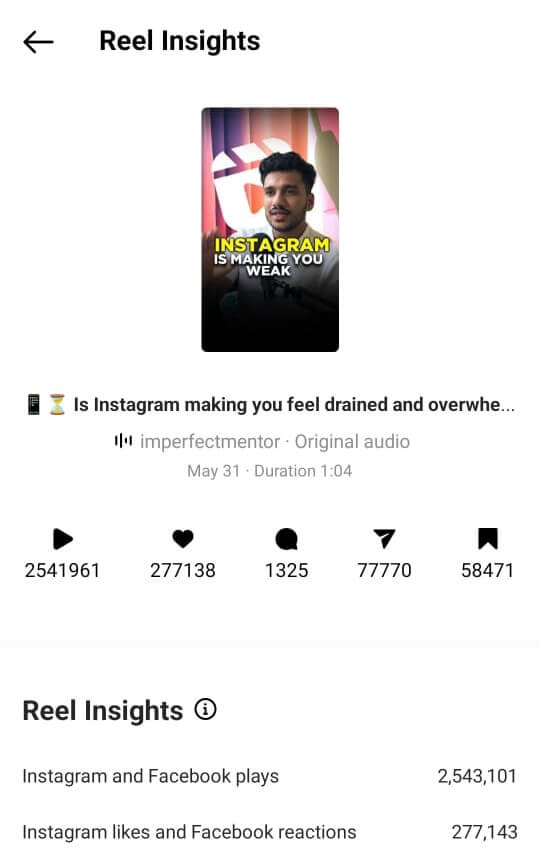 Reel Insights
INSTAGRAM
IS MAKING YOU
WEAK
📱⏳ Is Instagram making you feel drained and overwhe...
imperfectmentor · Original audio
May 31 · Duration 1:04
2541961 277138 1325 77770 58471
Reel Insights
Instagram and Facebook plays 2,543,101
Instagram likes and Facebook reactions 277,143